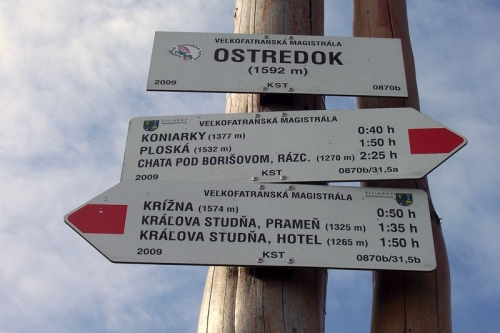 VEĽKOFATRANSKÁ MAGISTRÁLA
OSTREDOK
(1592 m)
2009 KST 0870b
VEĽKOFATRANSKÁ MAGISTRÁLA
KONIARKY (1377 m) 0:40 h
PLOSKÁ (1532 m) 1:50 h
CHATA POD BORIŠOVOM, RÁZC. (1270 m) 2:25 h
2009 KST 0870b/31,5a
VEĽKOFATRANSKÁ MAGISTRÁLA
KRÍŽNA (1574 m) 0:50 h
KRÁĽOVA STUDŇA, PRAMEŇ (1325 m) 1:35 h
KRÁĽOVA STUDŇA, HOTEL (1265 m) 1:50 h
2009 KST 0870b/31,5b